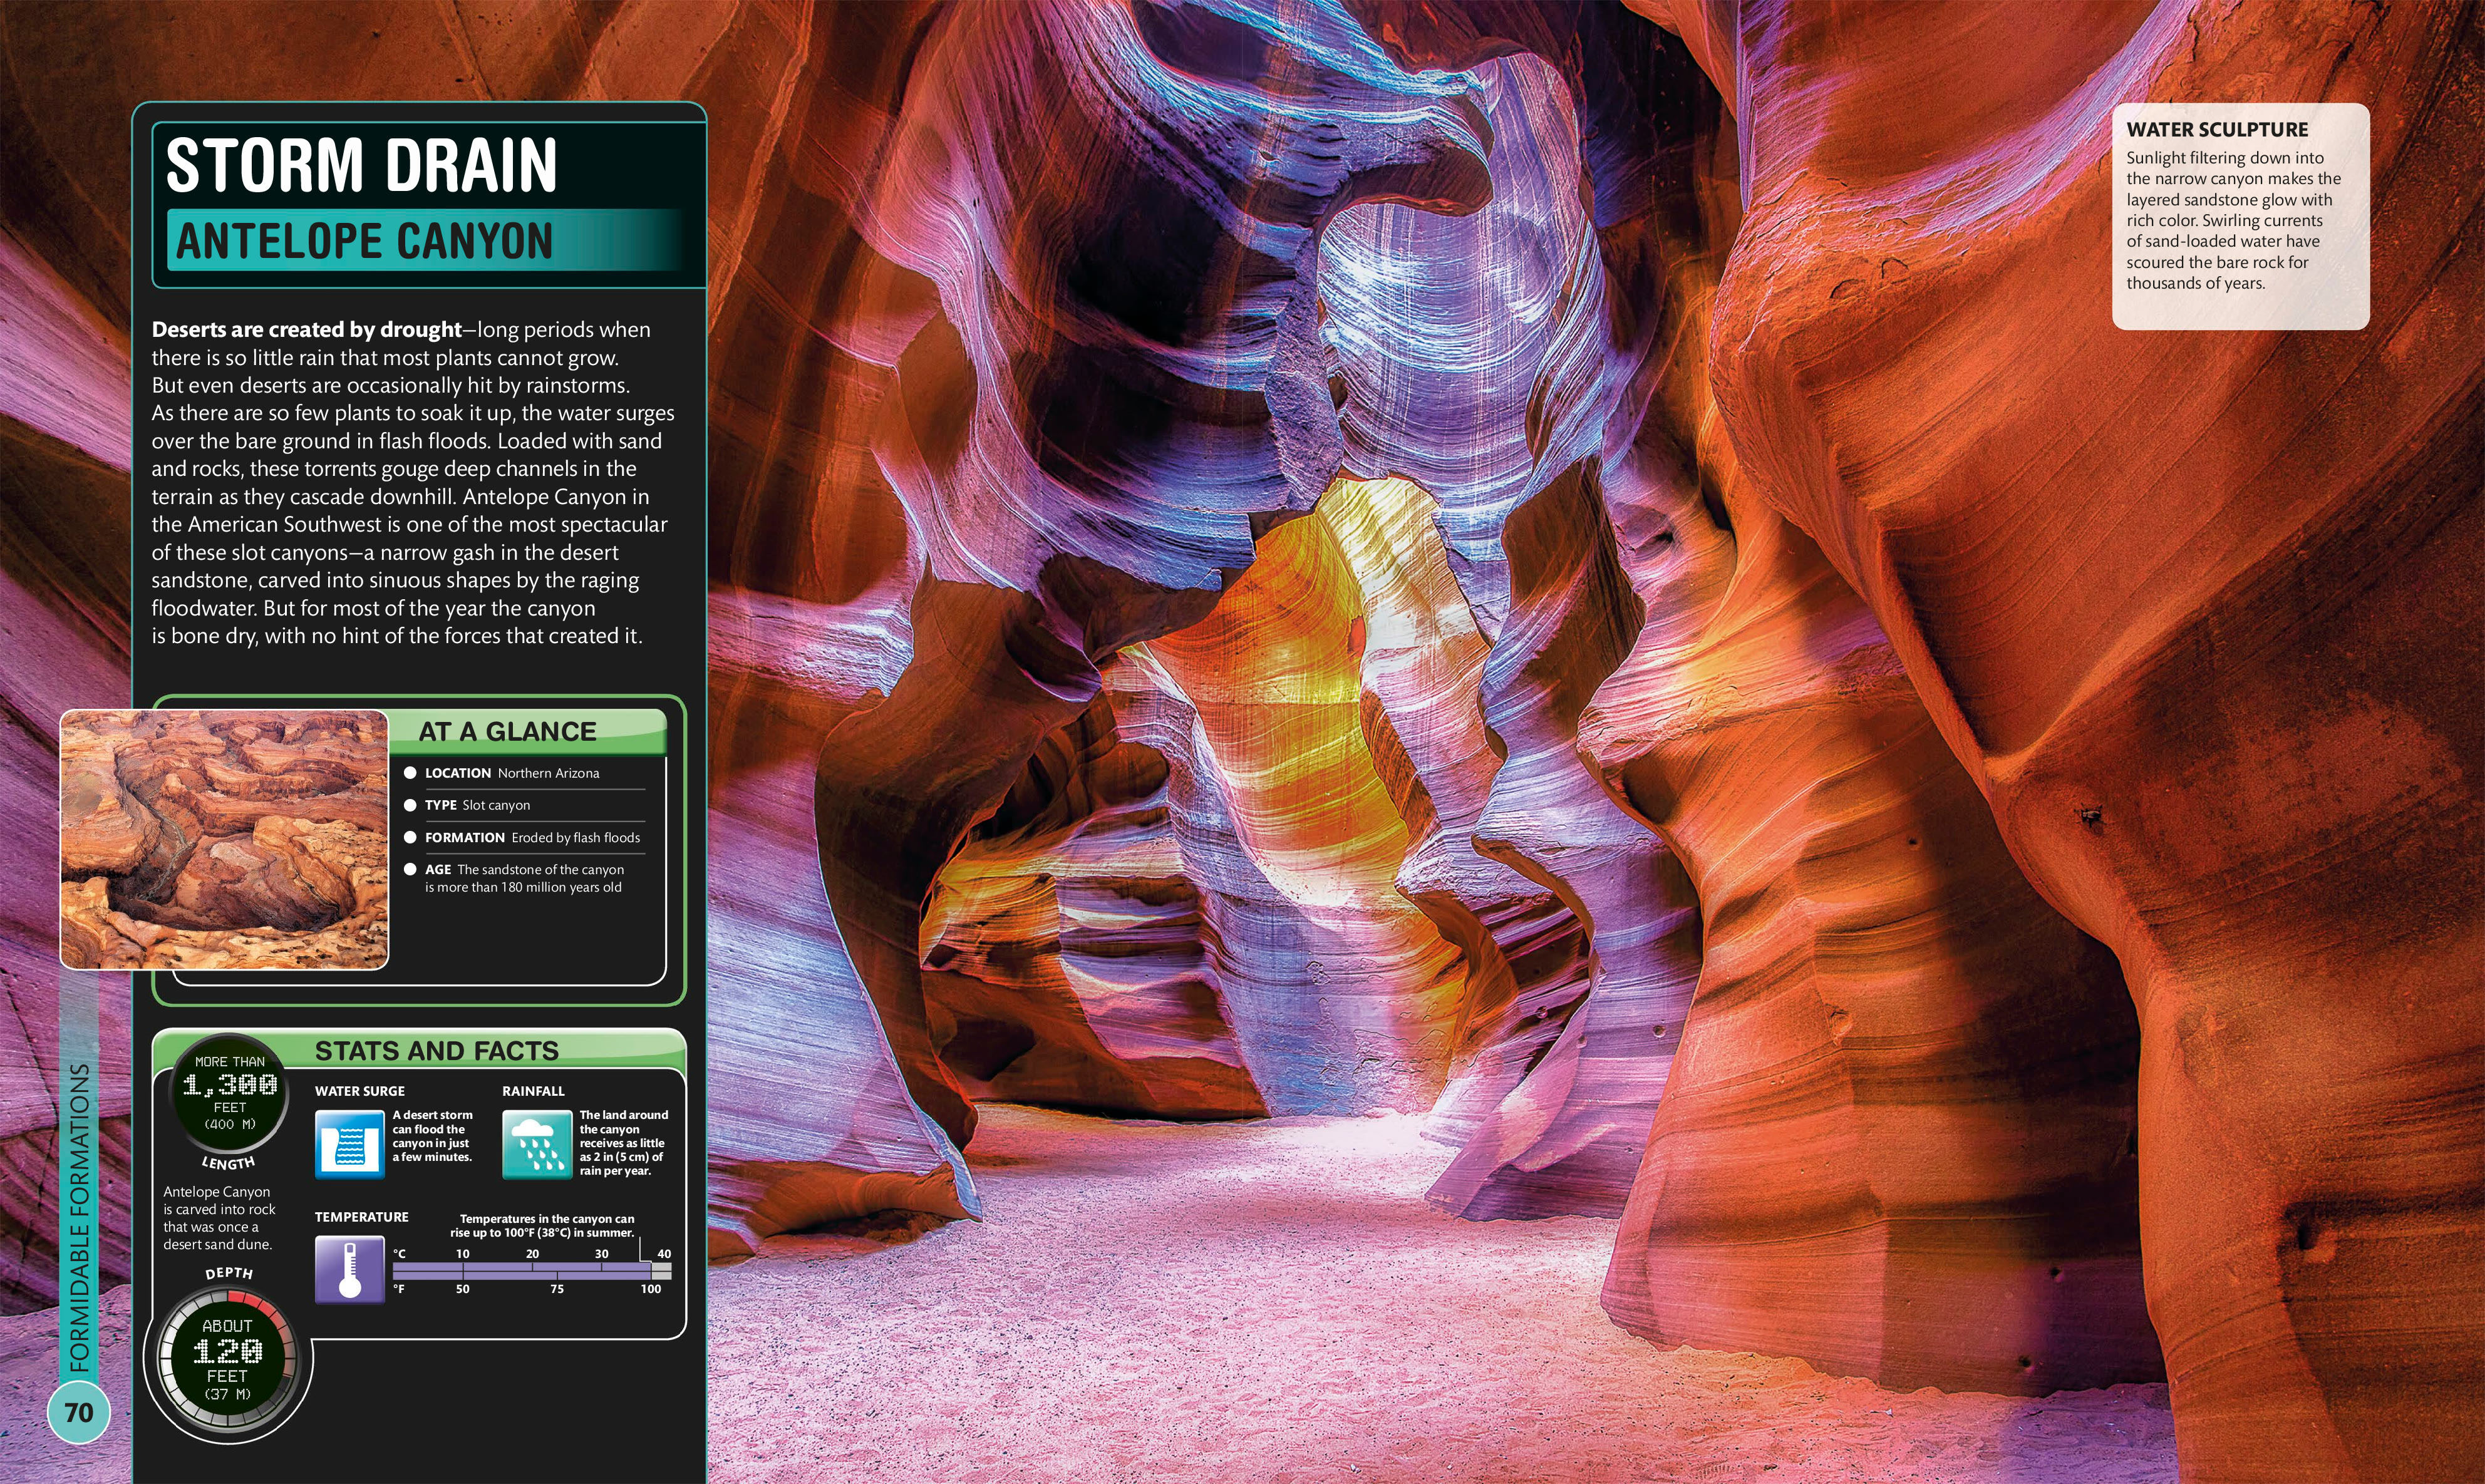 STORM DRAIN
ANTELOPE CANYON
Deserts are created by drought—long periods when
there is so little rain that most plants cannot grow.
But even deserts are occasionally hit by rainstorms.
As there are so few plants to soak it up, the water surges
over the bare ground in flash floods. Loaded with sand
and rocks, these torrents gouge deep channels in the
terrain as they cascade downhill. Antelope Canyon in
the American Southwest is one of the most spectacular
of these slot canyons—a narrow gash in the desert
sandstone, carved into sinuous shapes by the raging
floodwater. But for most of the year the canyon
is bone dry, with no hint of the forces that created it.
AT A GLANCE
LOCATION Northern Arizona
TYPE Slot canyon
FORMATION Eroded by flash floods
AGE The sandstone of the canyon
is more than 180 million years old
STATS AND FACTS
MORE THAN
1,300
FEET
(400 M)
LENGTH
Antelope Canyon
is carved into rock
that was once a
desert sand dune.
DEPTH
ABOUT
120
FEET
(37 M)
WATER SURGE
A desert storm
can flood the
canyon in just
a few minutes.
RAINFALL
The land around
the canyon
receives as little
as 2 in (5 cm) of
rain per year.
TEMPERATURE
Temperatures in the canyon can
rise up to 100°F (38°C) in summer.
°C 10 20 30 40
°F 50 75 100
FORMIDABLE FORMATIONS
70
WATER SCULPTURE
Sunlight filtering down into
the narrow canyon makes the
layered sandstone glow with
rich color. Swirling currents
of sand-loaded water have
scoured the bare rock for
thousands of years.